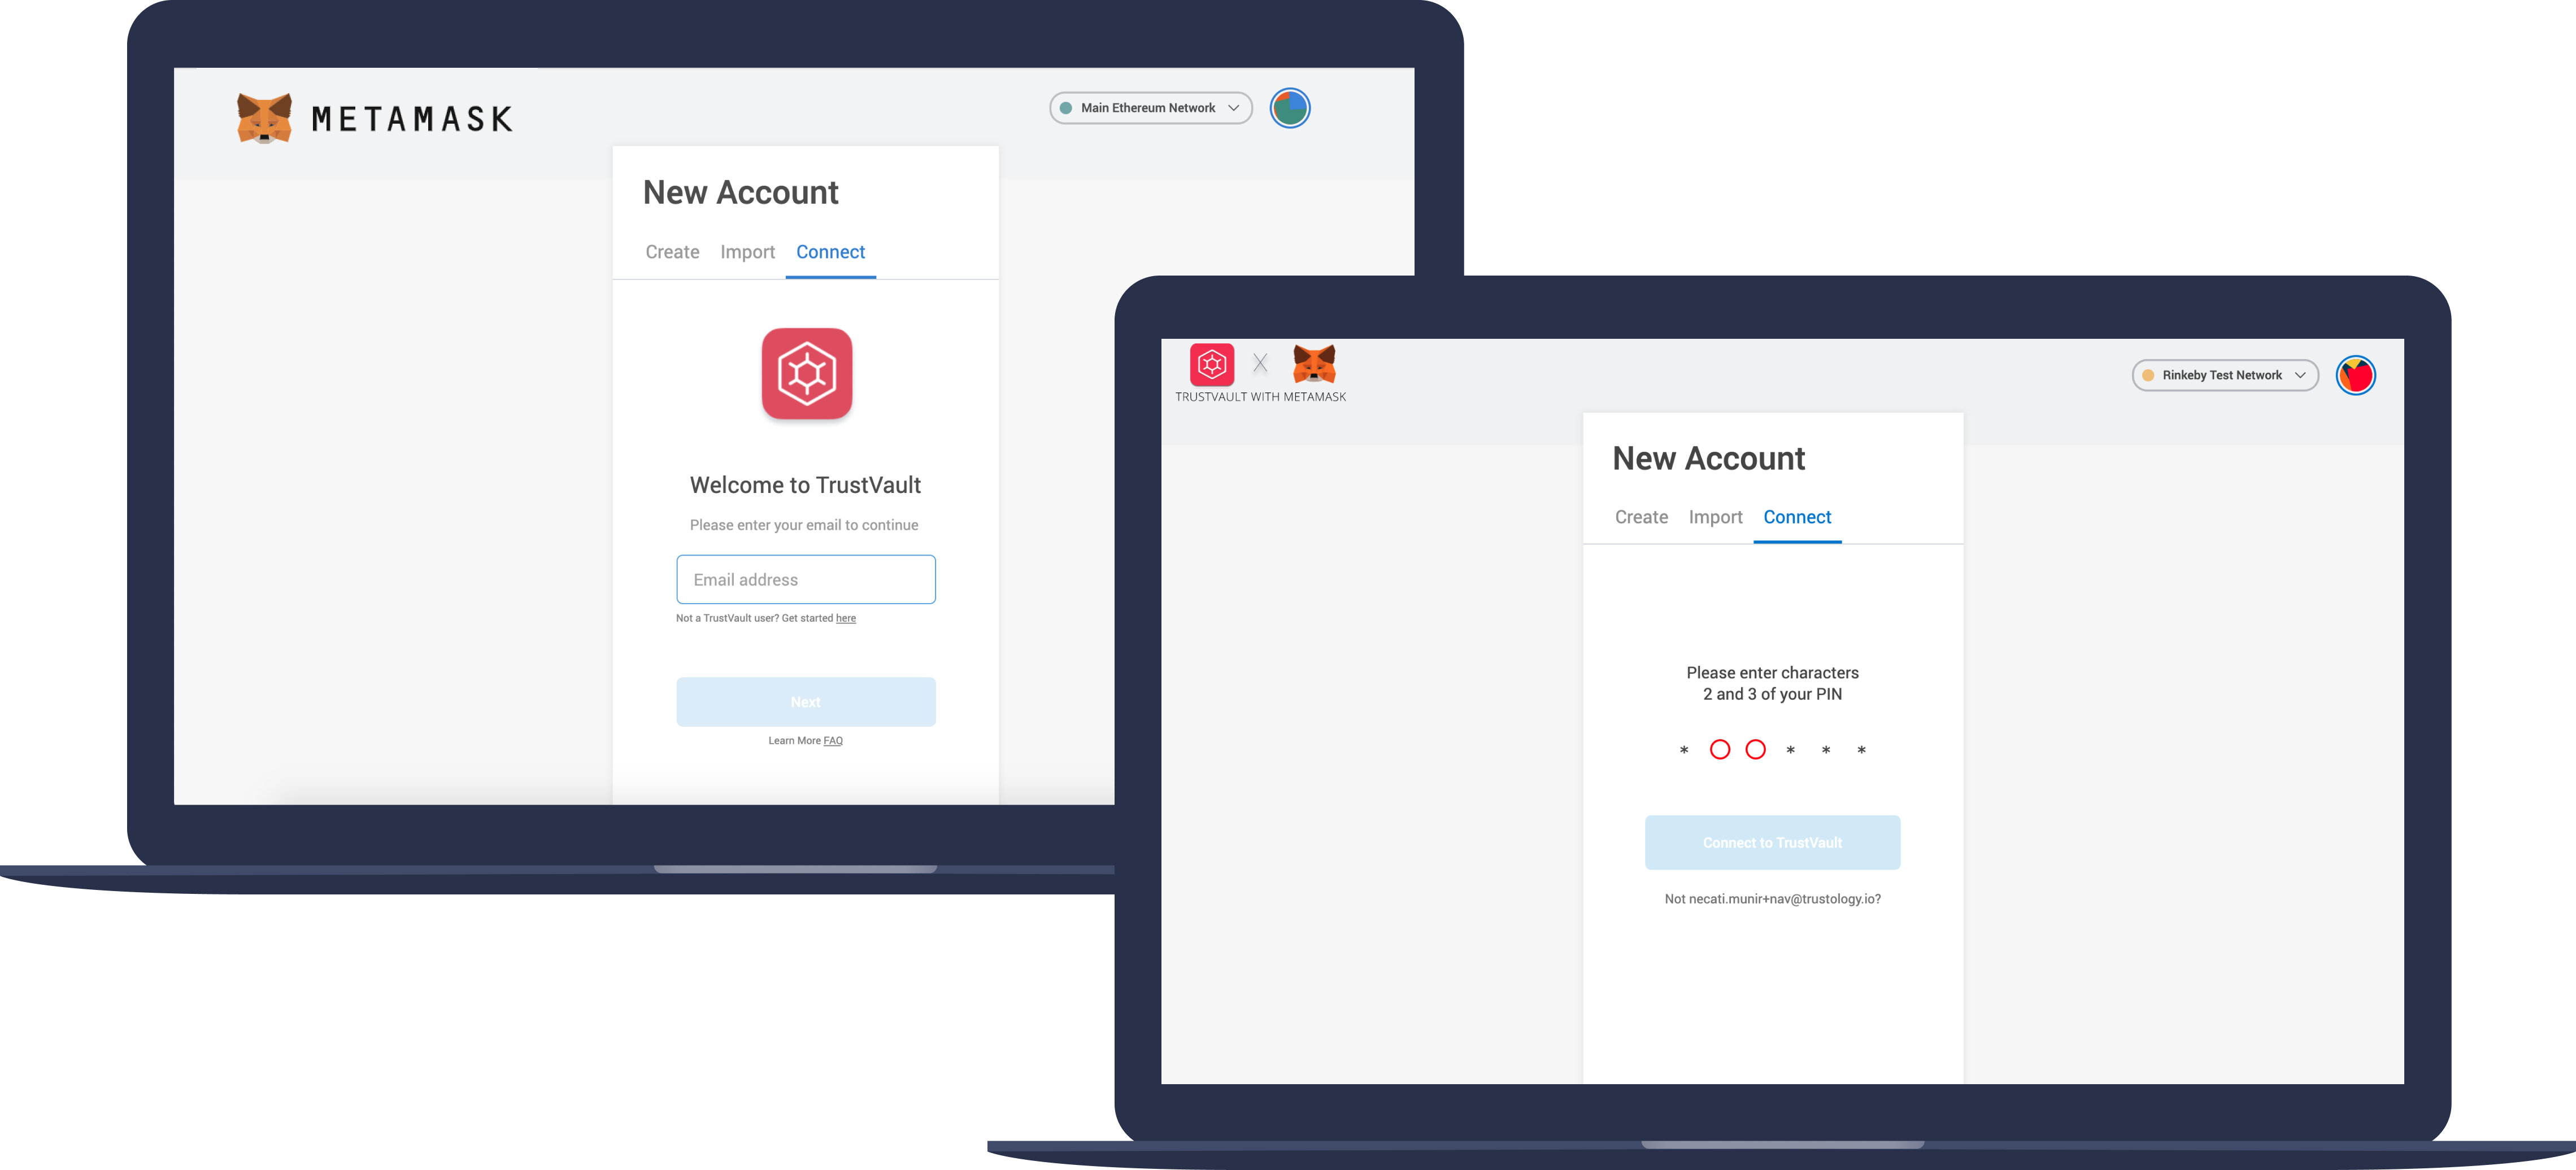 METAMASK
Main Ethereum Network
New Account
Create Import Connect
Welcome to TrustVault
Please enter your email to continue
Email address
Not a TrustVault user? Get started here
Next
Learn More FAQ
X
TRUSTVAULT WITH METAMASK
Rinkeby Test Network
New Account
Create Import Connect
Please enter characters
2 and 3 of your PIN
* * * *
Connect to TrustVault
Not necati.munir+nav@trustology.io?